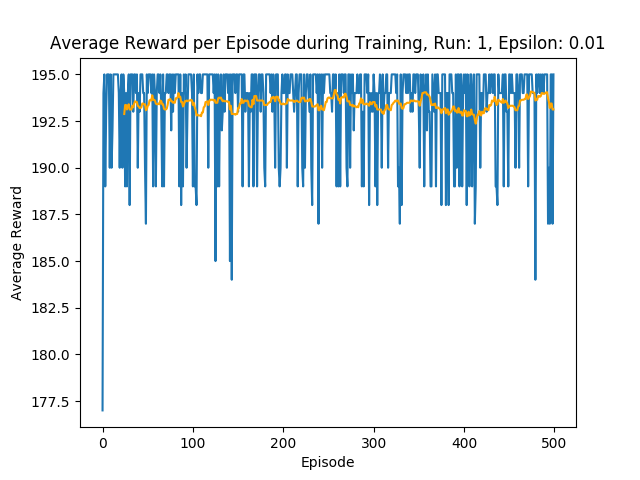 Average Reward per Episode during Training, Run: 1, Epsilon: 0.01
195.0
192.5
190.0
187.5
185.0
182.5
180.0
177.5
Average Reward
0 100 200 300 400 500
Episode